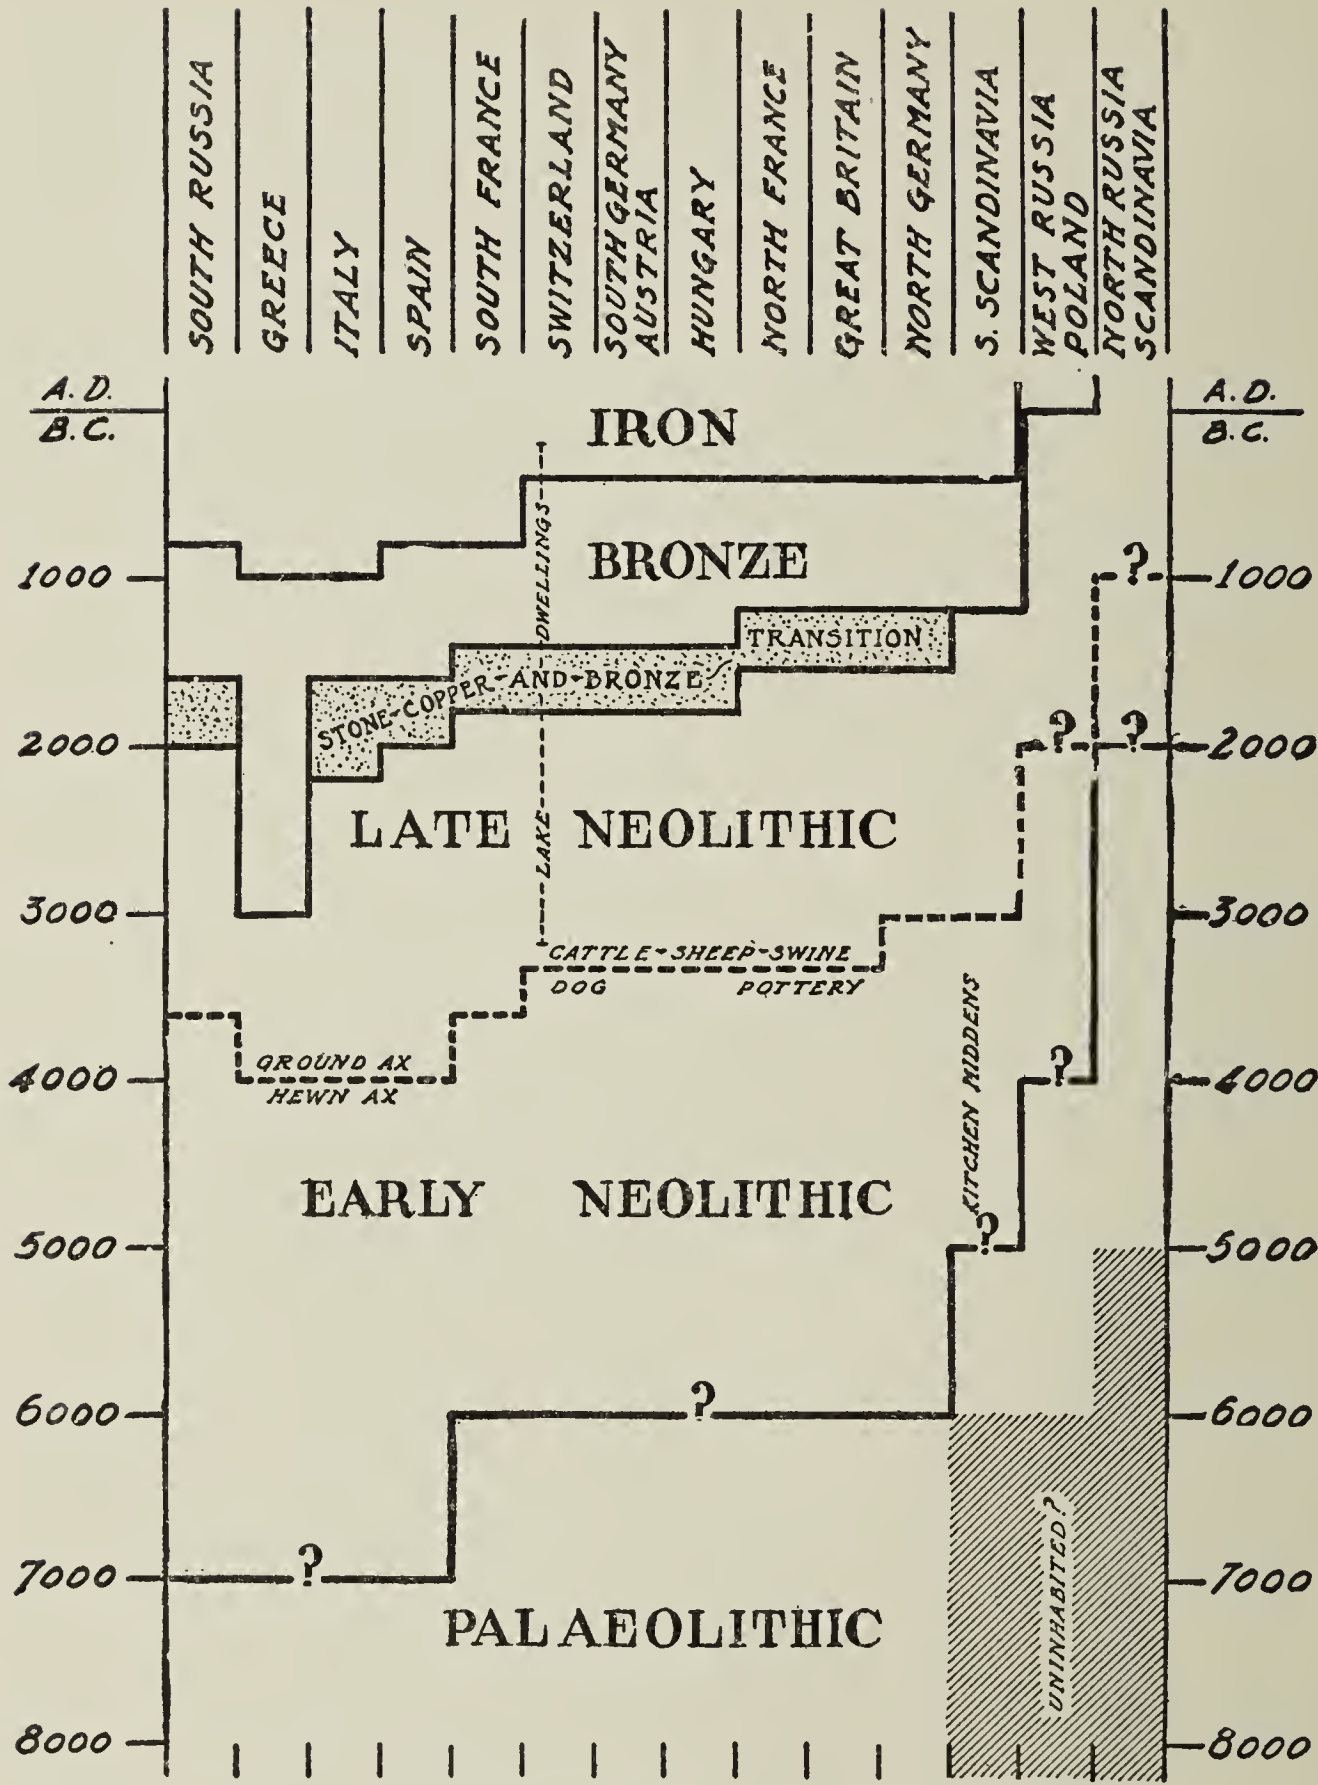 SOUTH RUSSIA
GREECE
ITALY
SPAIN
SOUTH FRANCE
SWITZERLAND
SOUTH GERMANY
AUSTRIA
HUNGARY
NORTH FRANCE
GREAT BRITAIN
NORTH GERMANY
S. SCANDINAVIA
WEST RUSSIA
POLAND
NORTH RUSSIA
SCANDINAVIA
A. D.
B. C.
A. D.
B. C.
IRON
BRONZE
1000
?
1000
TRANSITION
STONE-COPPER-AND-BRONZE
2000
?
?
2000
LAKE DWELLINGS
LATE NEOLITHIC
3000
3000
CATTLE-SHEEP-SWINE
DOG POTTERY
KITCHEN MIDDENS
GROUND AX
4000
?
4000
HEWN AX
EARLY NEOLITHIC
5000
?
5000
6000
?
6000
UNINHABITED?
7000
?
7000
PALAEOLITHIC
8000
8000